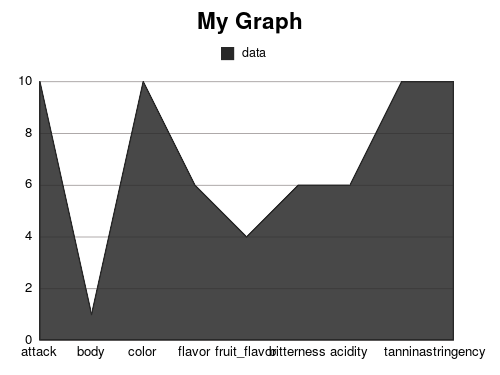 My Graph
data
10
8
6
4
2
0
attack body color flavor fruit_flavor bitterness acidity tannin astringency